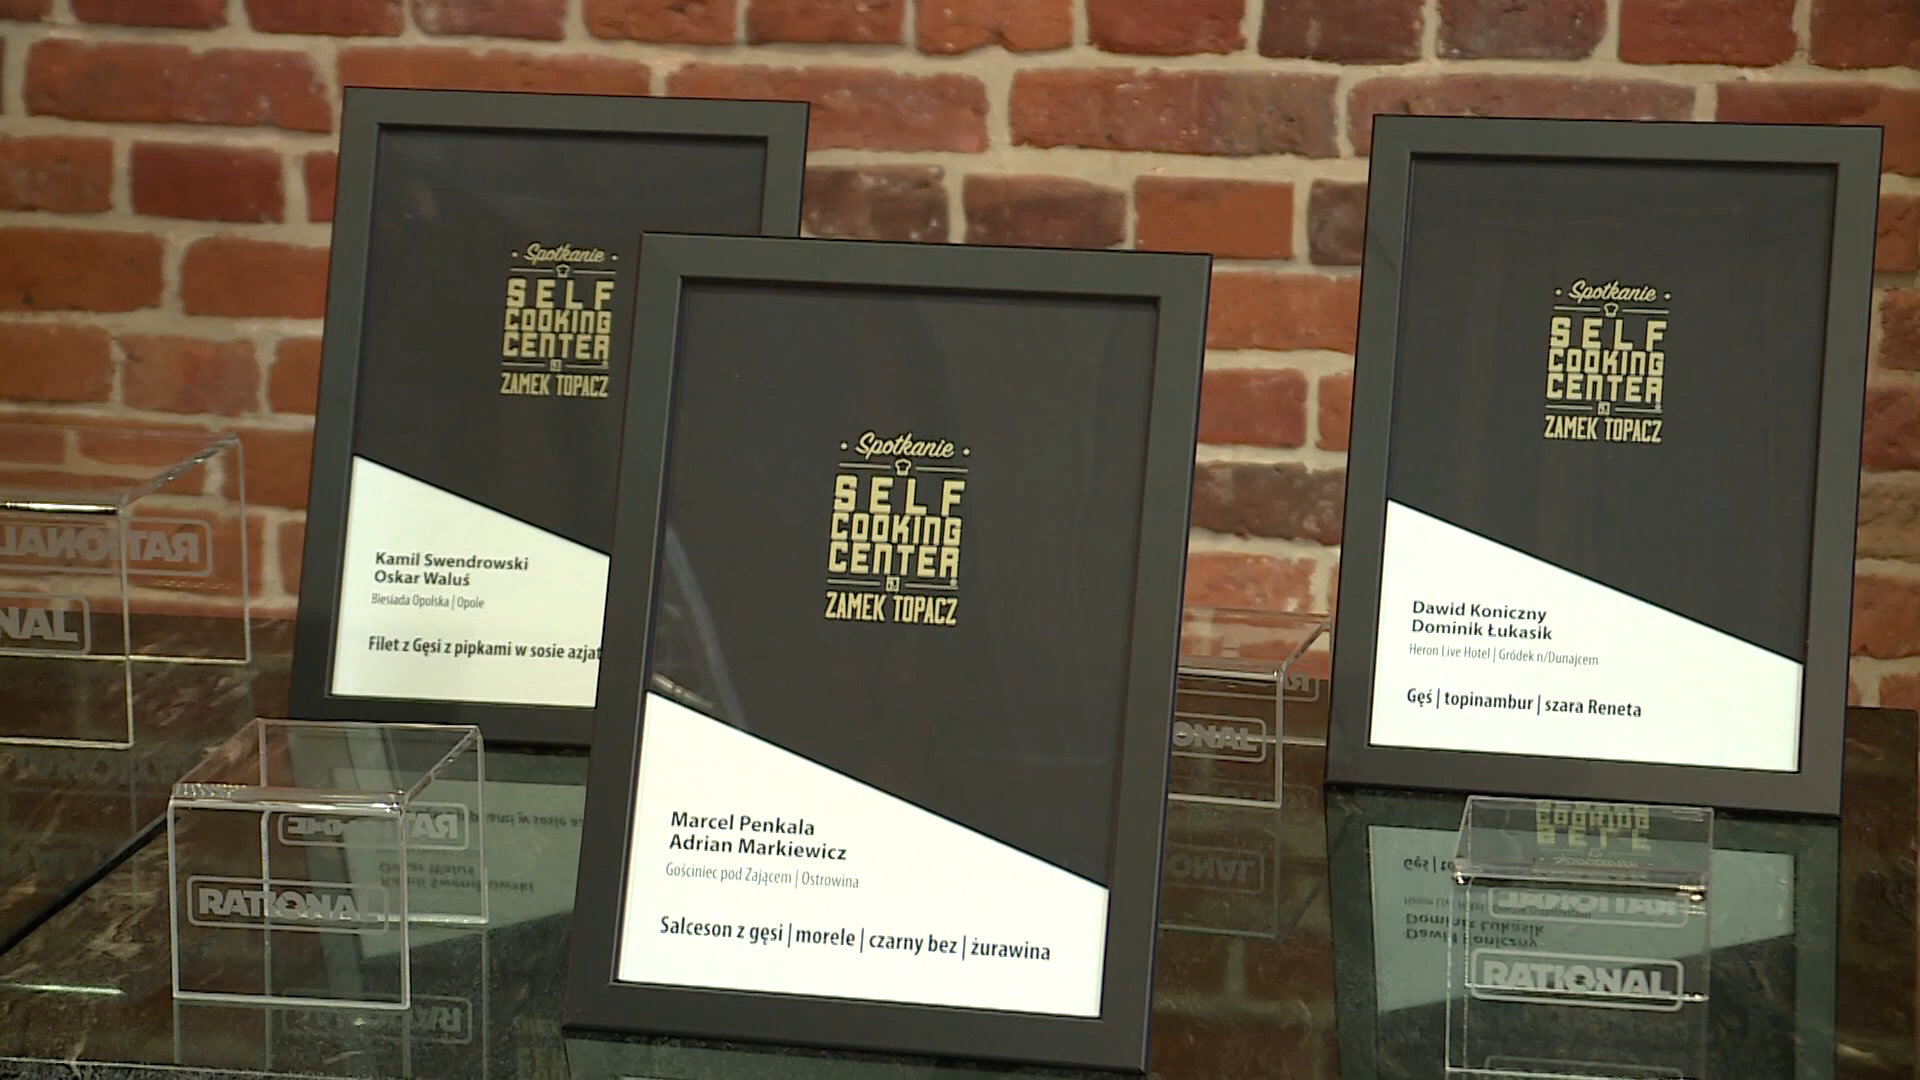 Spotkanie
SELF
COOKING
CENTER
ZAMEK TOPACZ
Kamil Swendrowski
Oskar Waluś
Biesiada Opolska | Opole
Filet z Gęsi z pipkami w sosie
Spotkanie
SELF
COOKING
CENTER
ZAMEK TOPACZ
Marcel Penkala
Adrian Markiewicz
Gościniec pod Zającem | Ostrowina
Salceson z gęsi | morele | czarny bez | żurawina
Spotkanie
SELF
COOKING
CENTER
ZAMEK TOPACZ
Dawid Koniczny
Dominik Łukasik
Heron Live Hotel | Gródek n/Dunajcem
Gęś | topinambur | szara Reneta
RATIONAL
RATIONAL